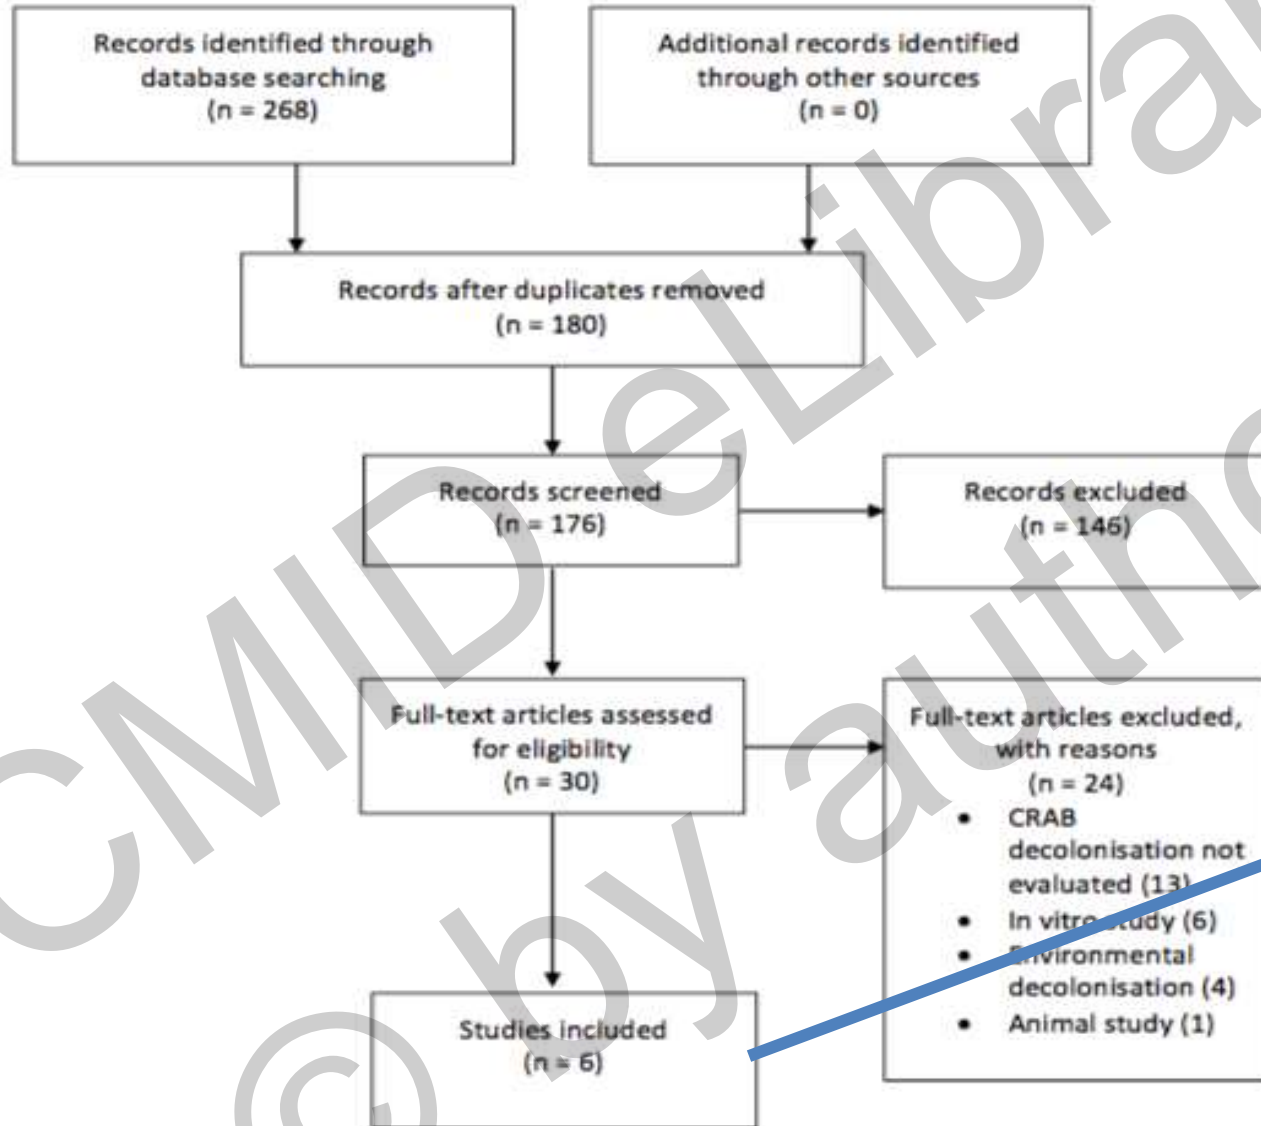 Records identified through
database searching
(n = 268)
Additional records identified
through other sources
(n = 0)
Records after duplicates removed
(n = 180)
Records screened
(n = 176)
Records excluded
(n = 146)
Full-text articles assessed
for eligibility
(n = 30)
Full-text articles excluded,
with reasons
(n = 24)
• CRAB
decolonisation not
evaluated (13)
• In vitro study (6)
• Environmental
decolonisation (4)
• Animal study (1)
Studies included
(n = 6)
CMID eLibra
© by autho